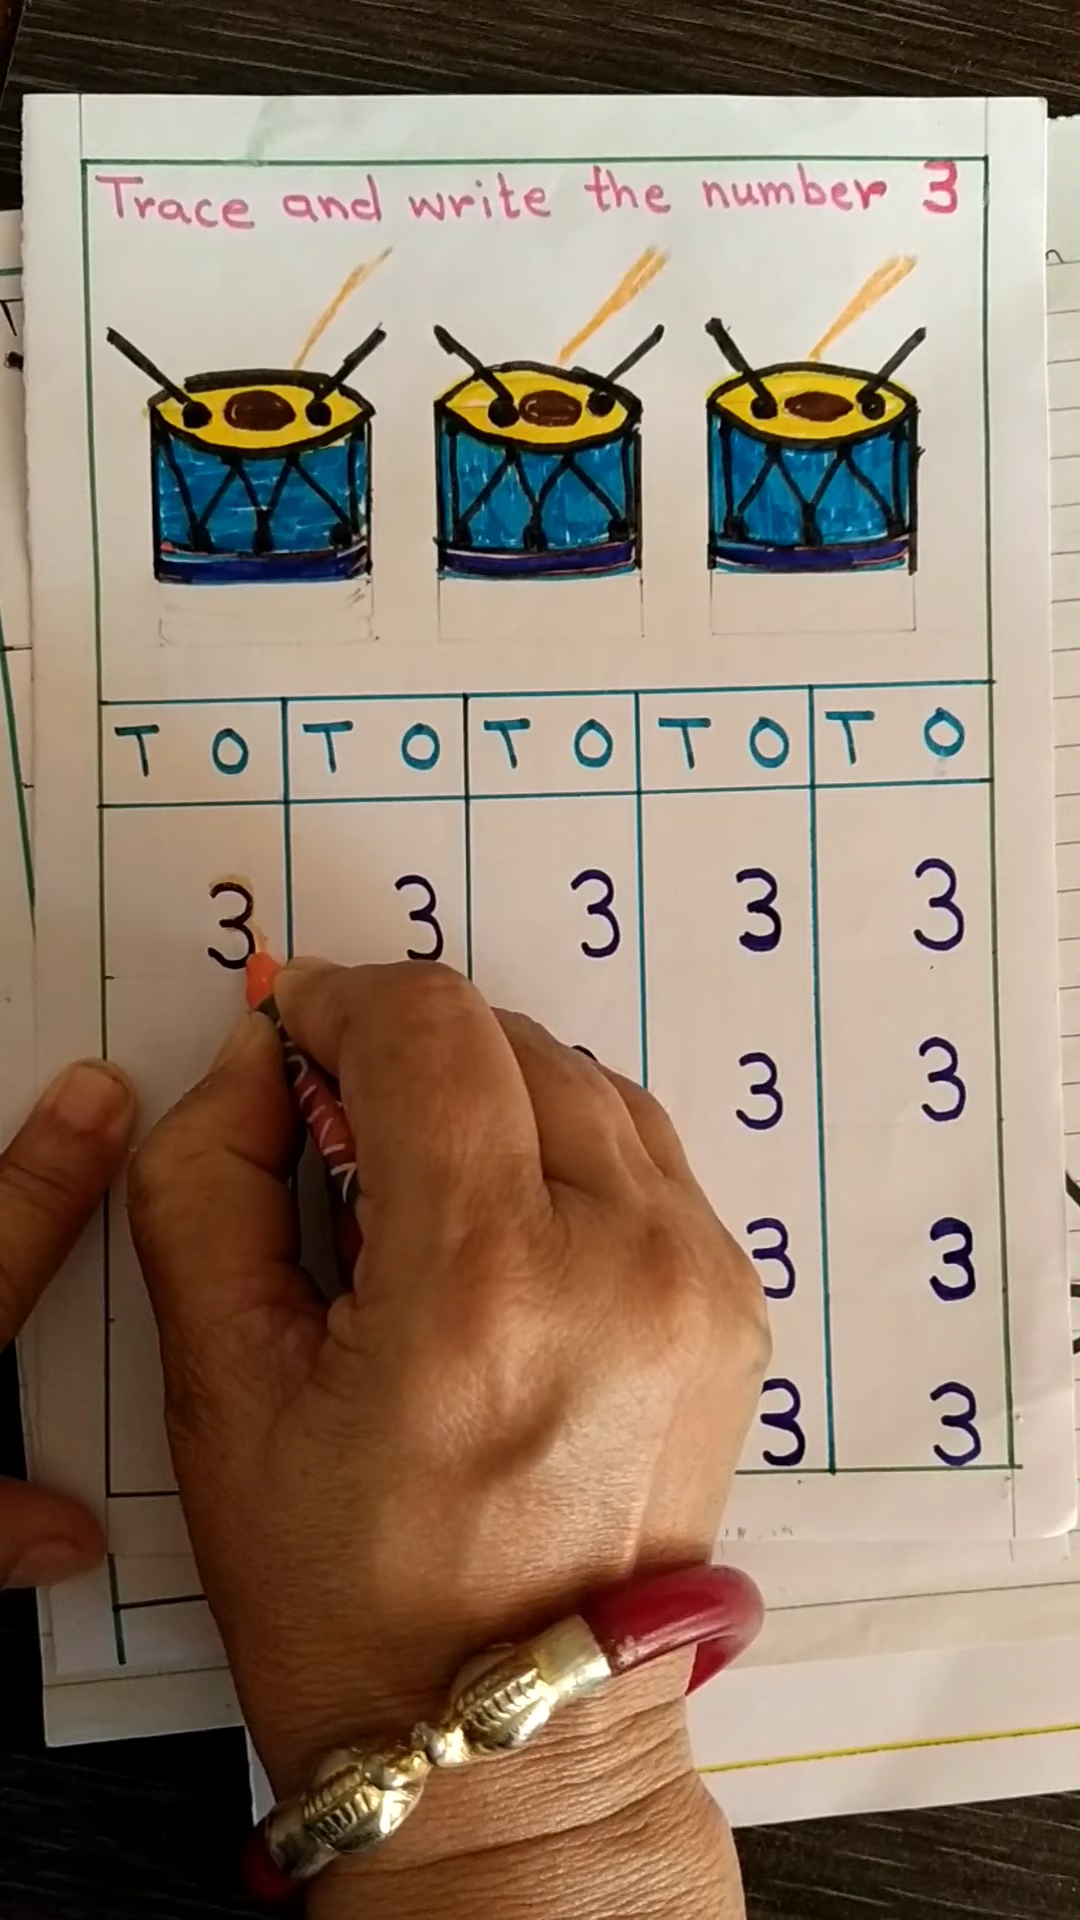 Trace and write the number 3
T O T O T O T O T O
3 3 3 3 3
3 3
3 3
3 3